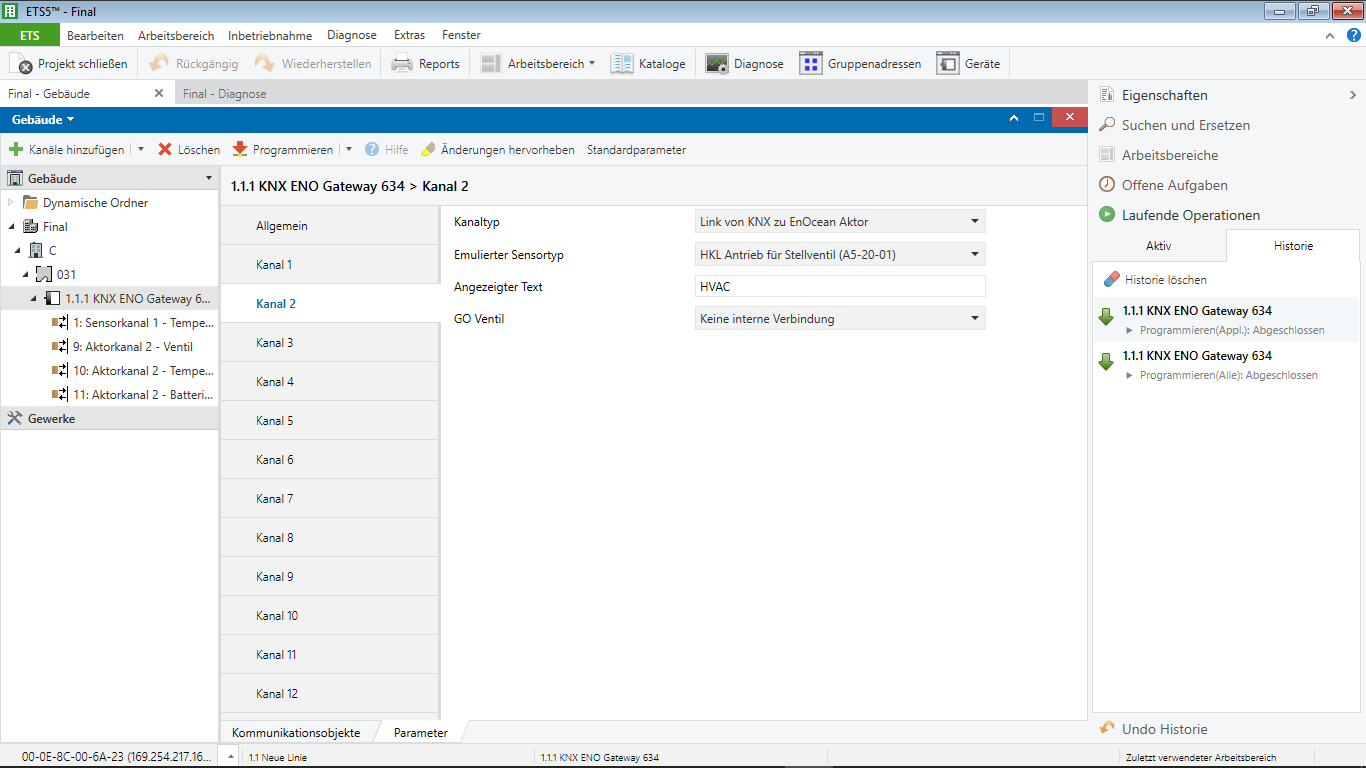 ETS5™ - Final
ETS Bearbeiten Arbeitsbereich Inbetriebnahme Diagnose Extras Fenster
Projekt schließen Rückgängig Wiederherstellen Reports Arbeitsbereich Kataloge Diagnose Gruppenadressen Geräte
Final - Gebäude Final - Diagnose
Gebäude
Kanäle hinzufügen Löschen Programmieren Hilfe Änderungen hervorheben Standardparameter
Gebäude
Dynamische Ordner
Final
C
031
1.1.1 KNX ENO Gateway 6...
1: Sensorkanal 1 - Tempe...
9: Aktorkanal 2 - Ventil
10: Aktorkanal 2 - Tempe...
11: Aktorkanal 2 - Batteri...
Gewerke
1.1.1 KNX ENO Gateway 634 > Kanal 2
Allgemein
Kanal 1
Kanal 2
Kanal 3
Kanal 4
Kanal 5
Kanal 6
Kanal 7
Kanal 8
Kanal 9
Kanal 10
Kanal 11
Kanal 12
Kanaltyp Link von KNX zu EnOcean Aktor
Emulierter Sensortyp HKL Antrieb für Stellventil (A5-20-01)
Angezeigter Text HVAC
GO Ventil Keine interne Verbindung
Kommunikationsobjekte Parameter
Eigenschaften
Suchen und Ersetzen
Arbeitsbereiche
Offene Aufgaben
Laufende Operationen
Aktiv Historie
Historie löschen
1.1.1 KNX ENO Gateway 634
Programmieren(Appl.): Abgeschlossen
1.1.1 KNX ENO Gateway 634
Programmieren(Alle): Abgeschlossen
Undo Historie
00-0E-8C-00-6A-23 (169.254.217.16... 1.1 Neue Linie 1.1.1 KNX ENO Gateway 634 Zuletzt verwendeter Arbeitsbereich